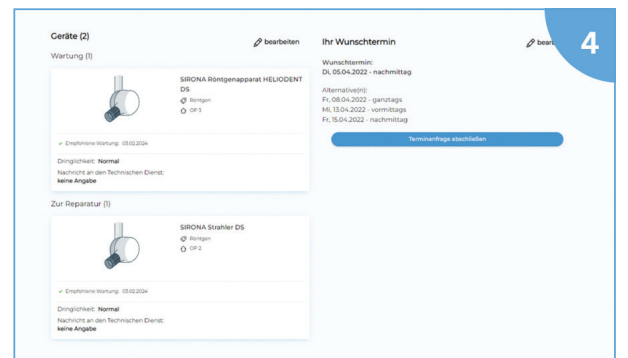 4
Geräte (2)
bearbeiten
Wartung (1)
SIRONA Röntgenapparat HELIODENT
DS
Röntgen
OP 3
Empfohlene Wartung: 03.02.2024
Dringlichkeit: Normal
Nachricht an den Technischen Dienst:
keine Angabe
Zur Reparatur (1)
SIRONA Strahler DS
Röntgen
OP 2
Empfohlene Wartung: 03.02.2024
Dringlichkeit: Normal
Nachricht an den Technischen Dienst:
keine Angabe
Ihr Wunschtermin
Wunschtermin:
Di, 05.04.2022 - nachmittag
Alternative(n):
Fr, 08.04.2022 - ganztags
Mi, 13.04.2022 - vormittags
Fr, 15.04.2022 - nachmittag
Terminanfrage abschließen